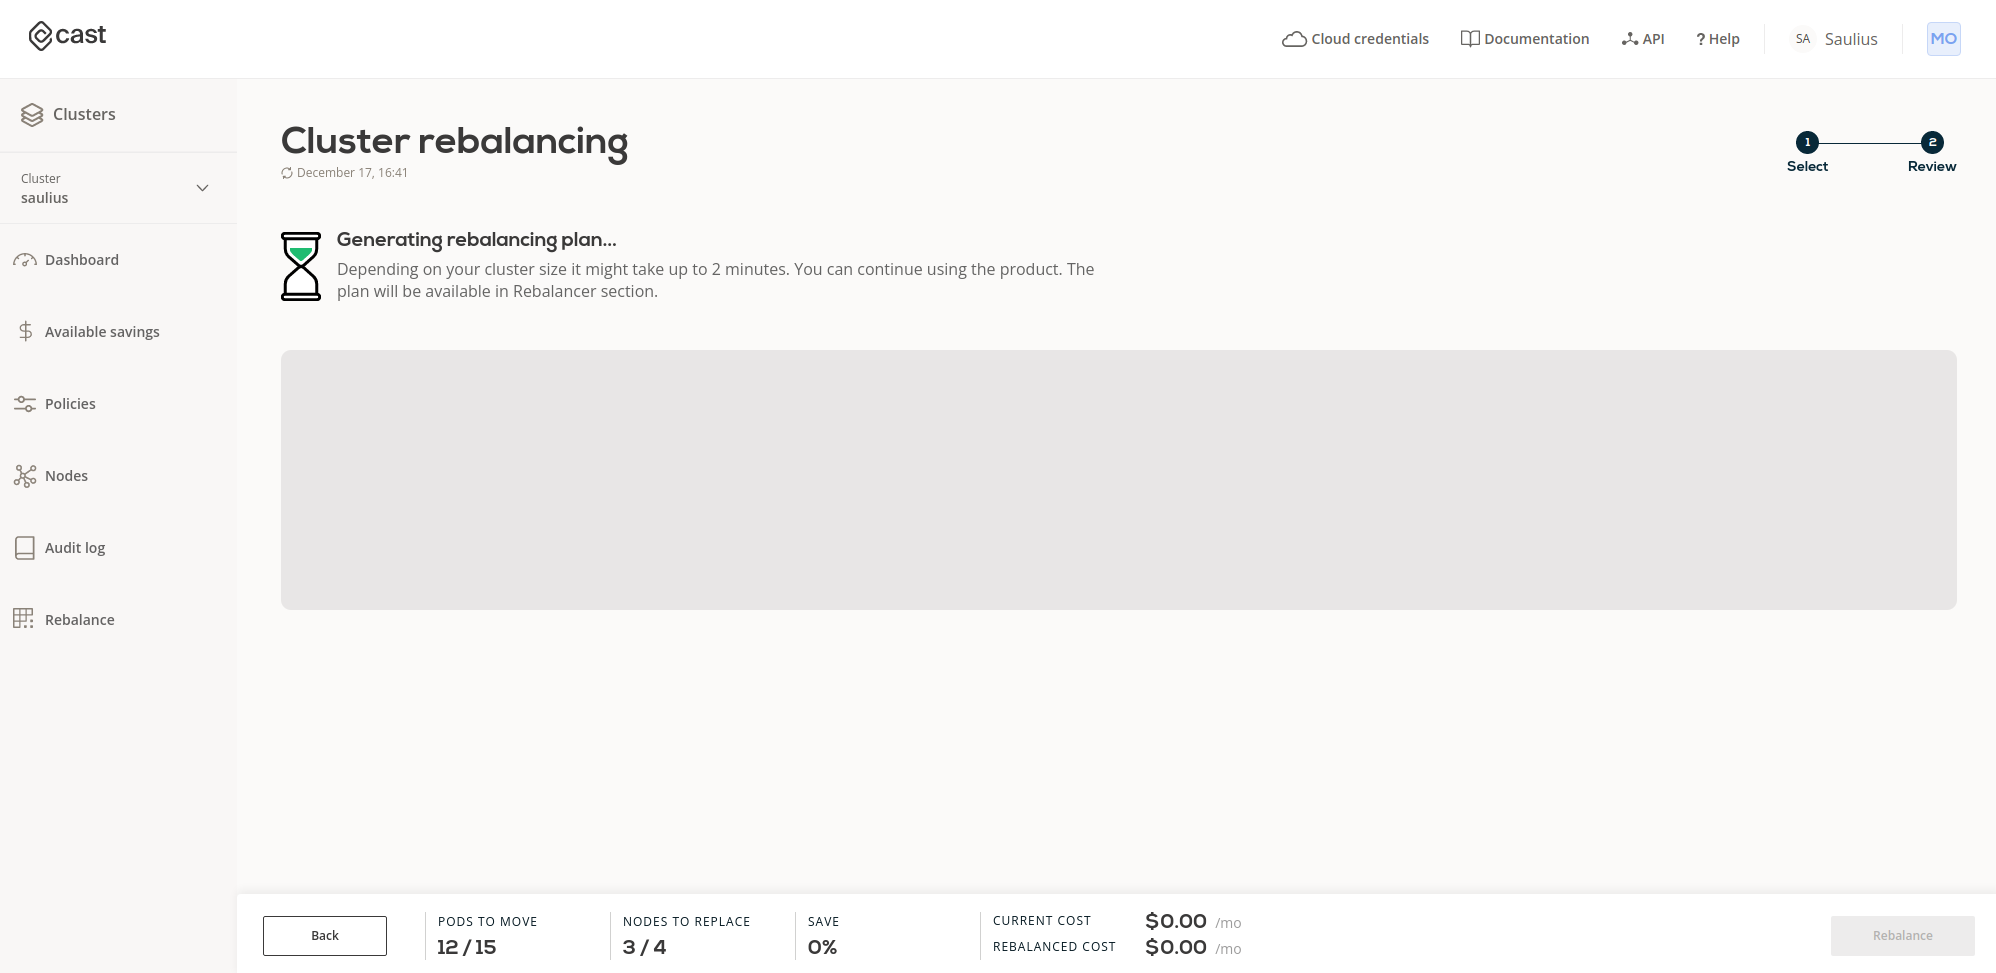 cast
Cloud credentials
Documentation
API
? Help
SA
Saulius
MO
Clusters
Cluster
saulius
Dashboard
Available savings
Policies
Nodes
Audit log
Rebalance
Cluster rebalancing
December 17, 16:41
1
Select
2
Review
Generating rebalancing plan...
Depending on your cluster size it might take up to 2 minutes. You can continue using the product. The
plan will be available in Rebalancer section.
Back
PODS TO MOVE
12 / 15
NODES TO REPLACE
3 / 4
SAVE
0%
CURRENT COST $0.00 /mo
REBALANCED COST $0.00 /mo
Rebalance